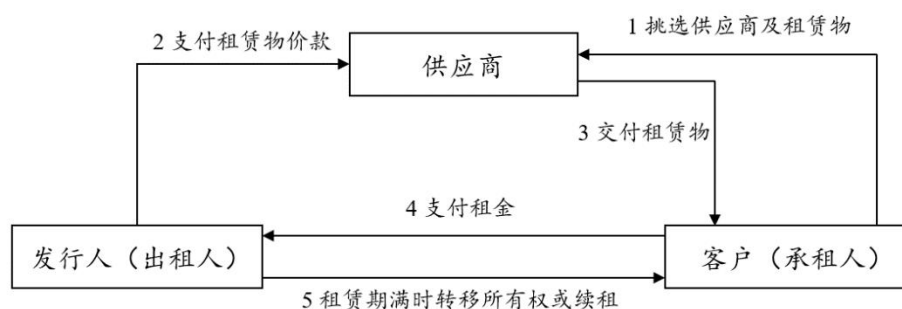 1 挑选供应商及租赁物
2 支付租赁物价款
供应商
3 交付租赁物
4 支付租金
发行人（出租人）
客户（承租人）
5 租赁期满时转移所有权或续租